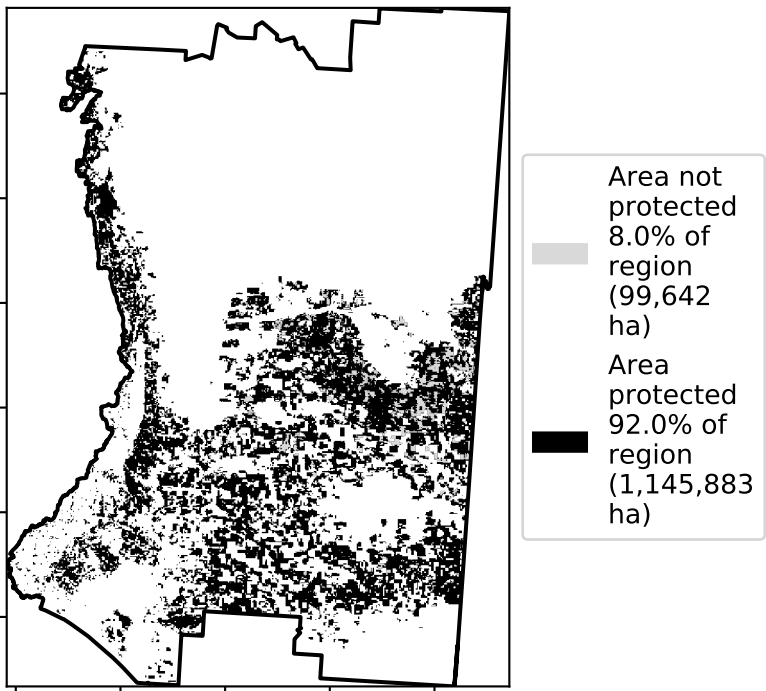 Area not
protected
8.0% of
region
(99,642
ha)
Area
protected
92.0% of
region
(1,145,883
ha)